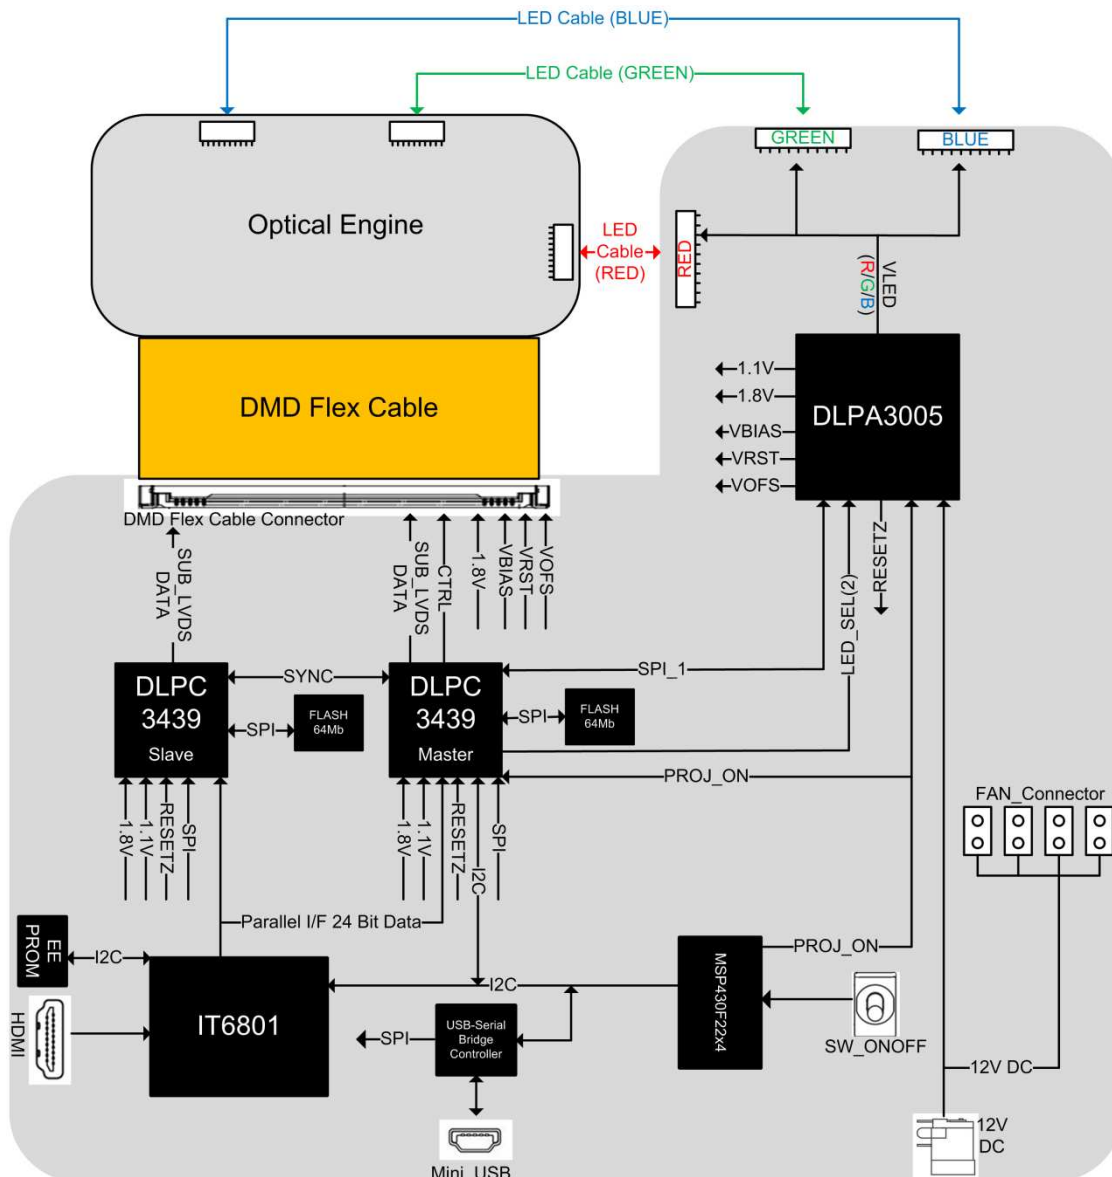 LED Cable (BLUE)
LED Cable (GREEN)
GREEN
BLUE
Optical Engine
LED
Cable
(RED)
RED
VLED
(R/G/B)
DMD Flex Cable
1.1V
1.8V
VBIAS
VRST
VOFS
DLPA3005
DMD Flex Cable Connector
SUB_LVDS
DATA
SUB_LVDS
DATA
CTRL
1.8V
VBIAS
VRST
VOFS
RESETZ
LED_SEL(2)
DLPC
3439
Slave
SYNC
SPI
FLASH
64Mb
DLPC
3439
Master
SPI_1
SPI
FLASH
64Mb
PROJ_ON
1.8V
1.1V
RESETZ
SPI
1.8V
1.1V
RESETZ
I2C
SPI
FAN_Connector
Parallel I/F 24 Bit Data
EE
PROM
I2C
HDMI
IT6801
I2C
USB-Serial
Bridge
Controller
SPI
Mini_USB
MSP430F22x4
PROJ_ON
SW_ONOFF
12V DC
12V
DC